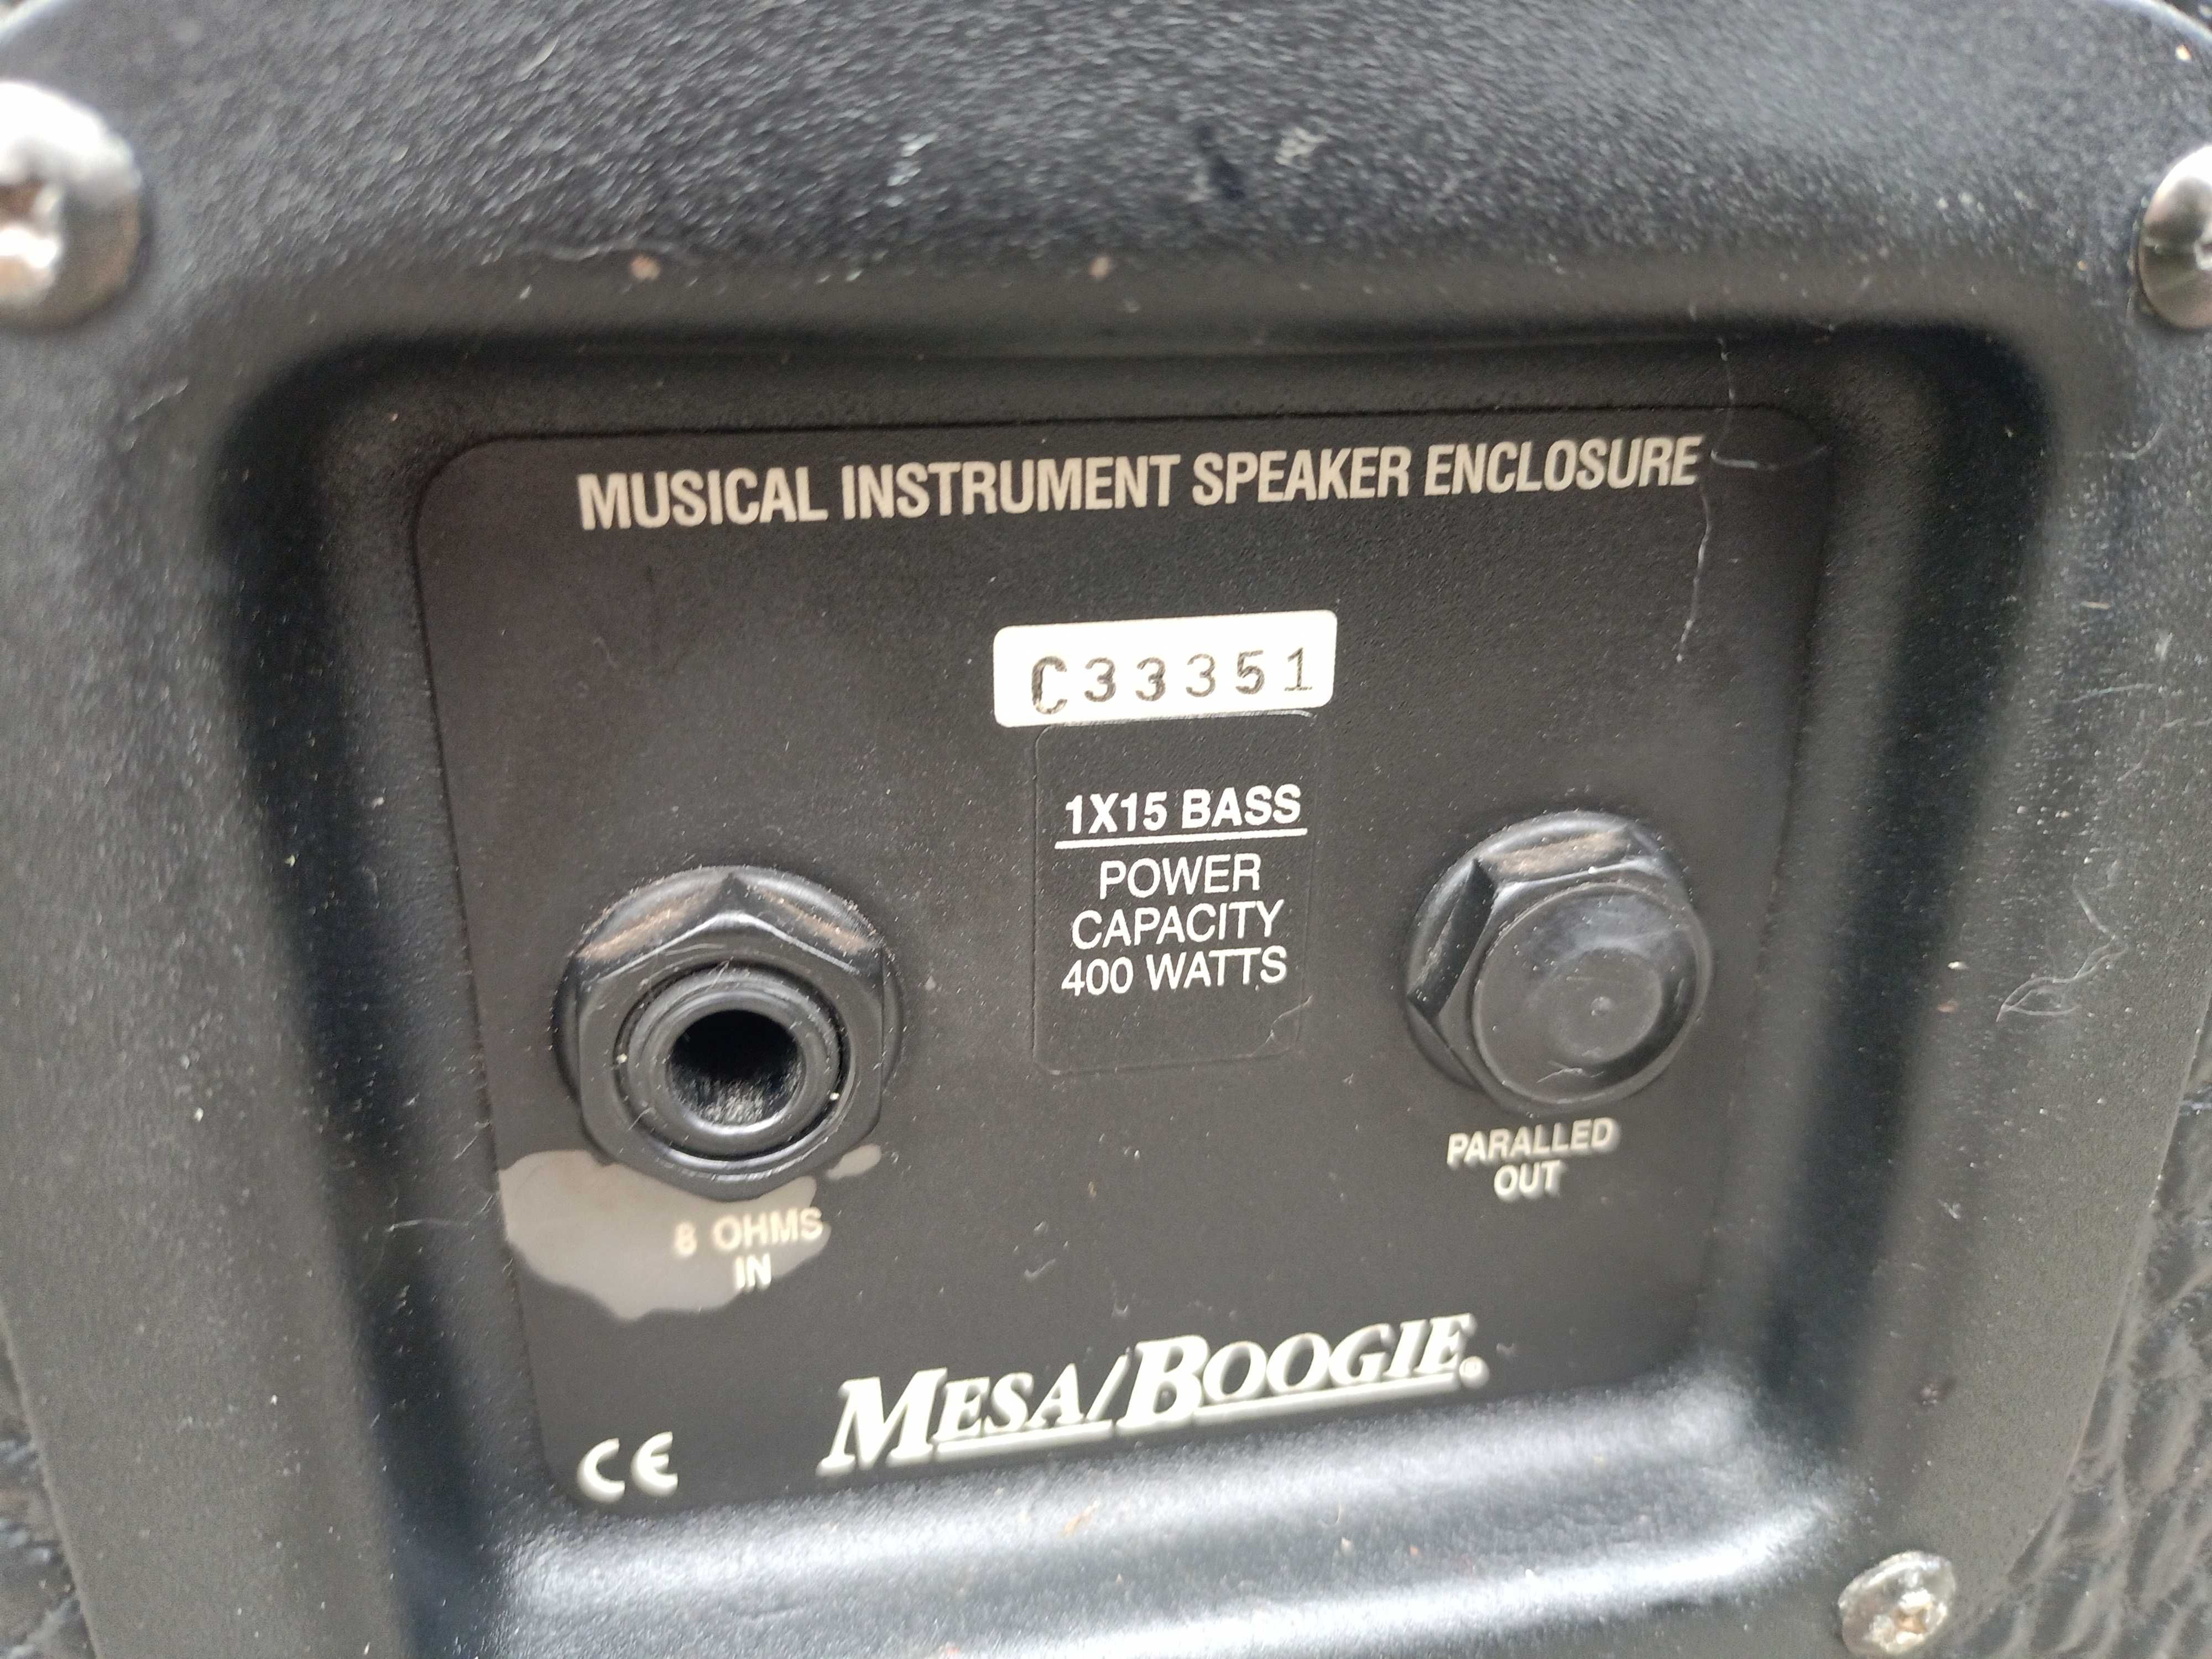 MUSICAL INSTRUMENT SPEAKER ENCLOSURE
C33351
1X15 BASS
POWER
CAPACITY
400 WATTS
8 OHMS
IN
PARALLED
OUT
MESA/BOOGIE®
CE